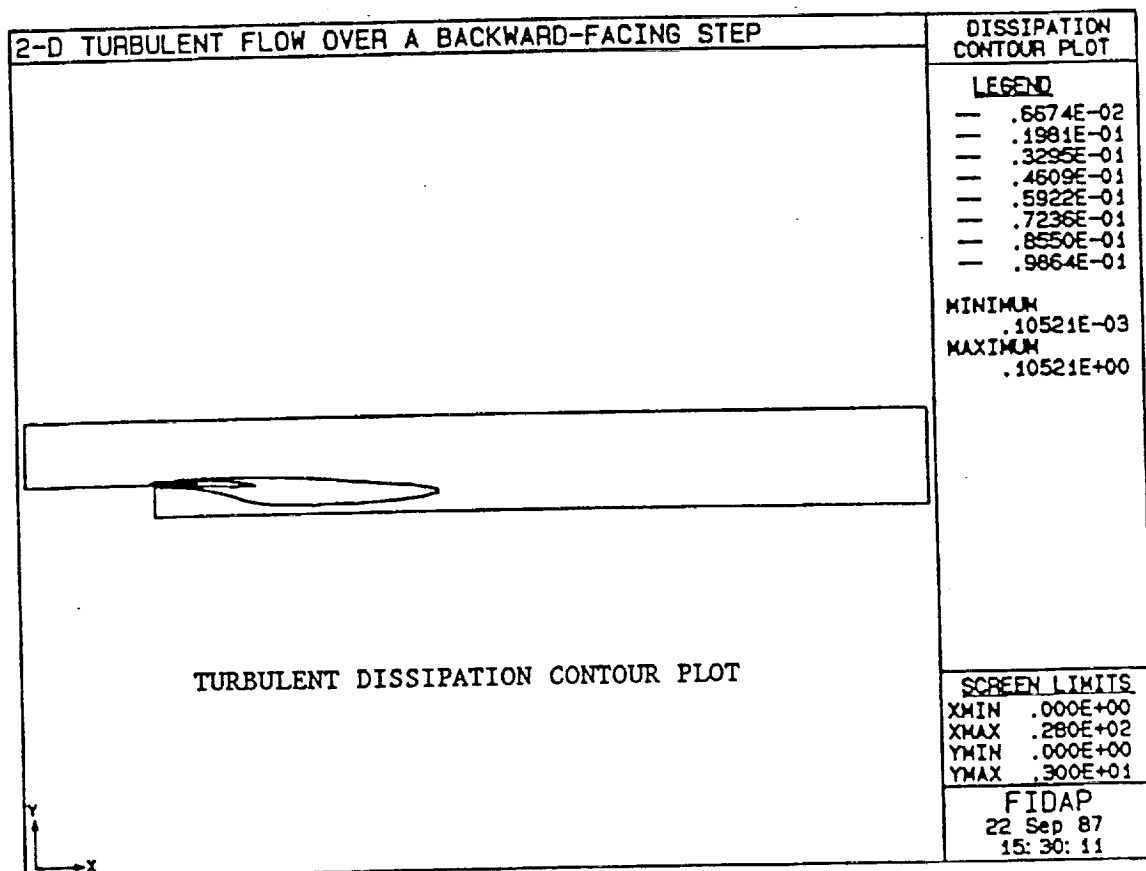 2-D TURBULENT FLOW OVER A BACKWARD-FACING STEP
DISSIPATION
CONTOUR PLOT
LEGEND
— .6674E-02
— .1981E-01
— .3295E-01
— .4609E-01
— .5922E-01
— .7236E-01
— .8550E-01
— .9864E-01
MINIMUM
.10521E-03
MAXIMUM
.10521E+00
TURBULENT DISSIPATION CONTOUR PLOT
SCREEN LIMITS
XMIN .000E+00
XMAX .280E+02
YMIN .000E+00
YMAX .300E+01
FIDAP
22 Sep 87
15:30:11
Y
X